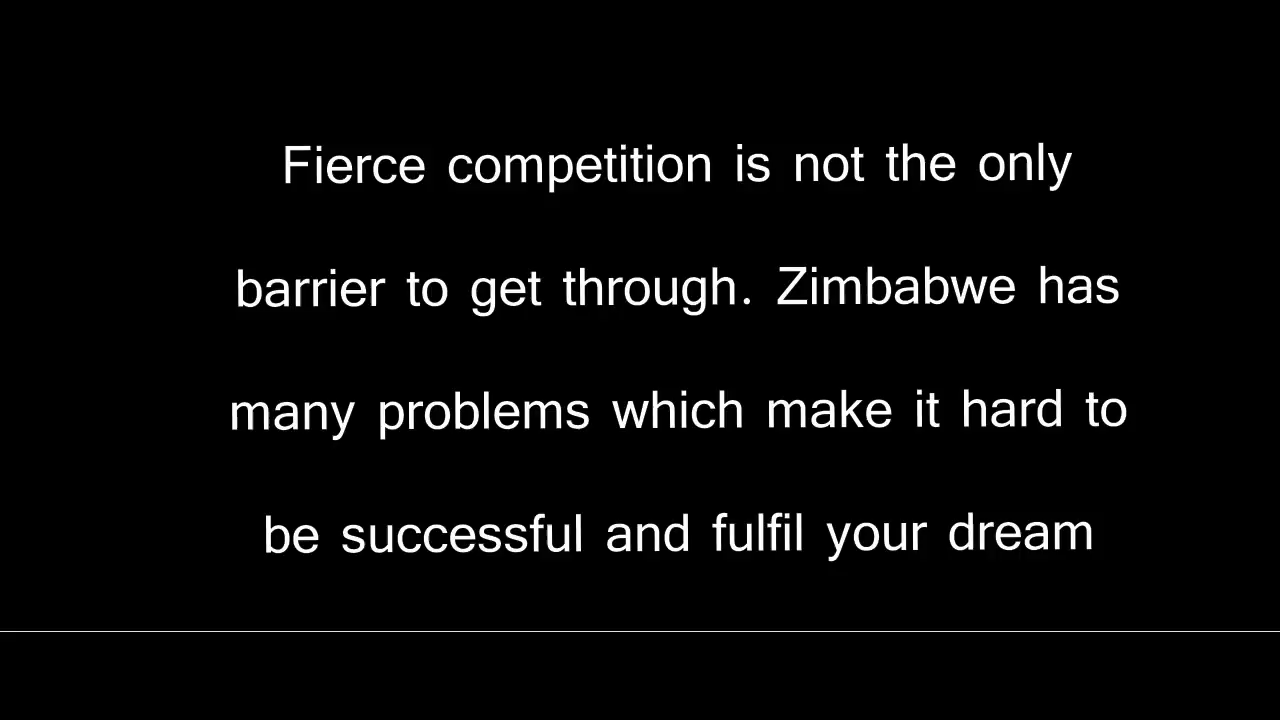 Fierce competition is not the only
barrier to get through. Zimbabwe has
many problems which make it hard to
be successful and fulfil your dream